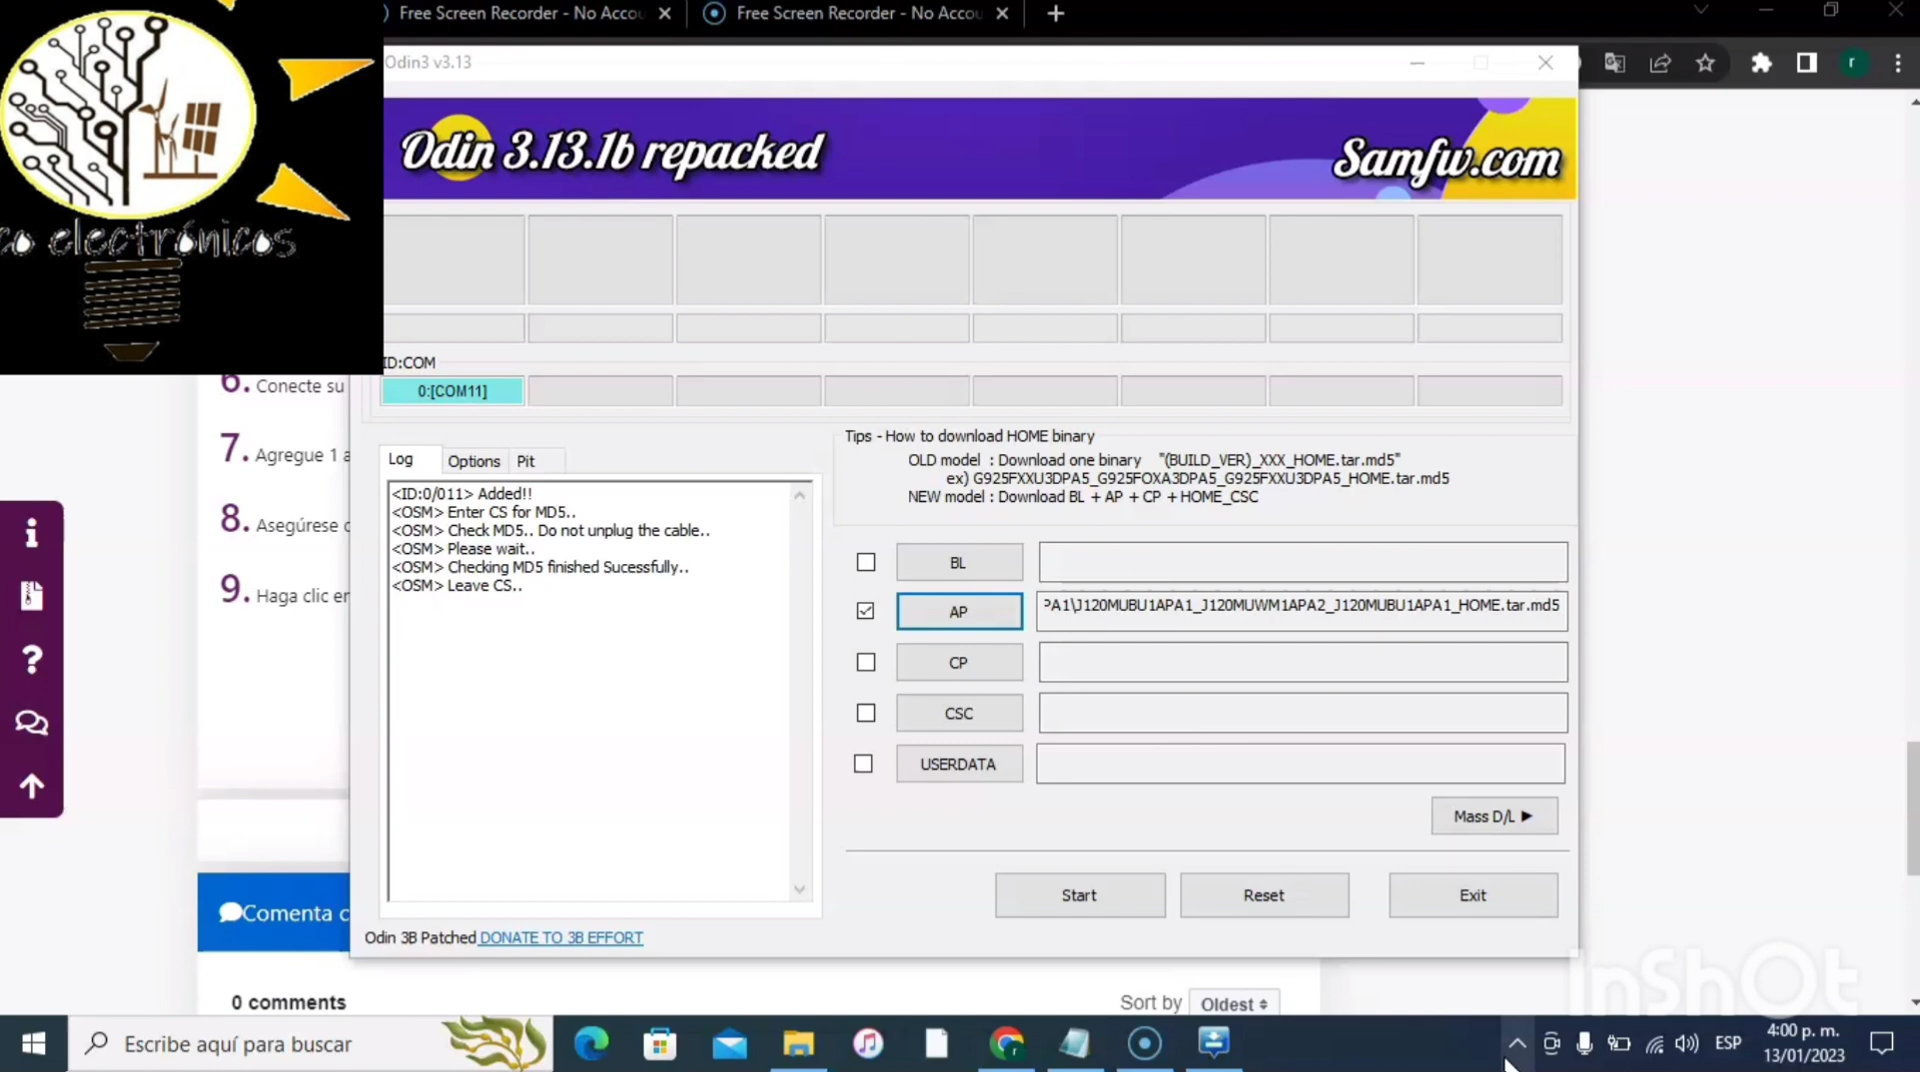 Free Screen Recorder - No Accou
Free Screen Recorder - No Accou
Odin3 v3.13
r
Odin 3.13.1b repacked
Samfw.com
co electrónicos
ID:COM
0:[COM11]
6. Conecte su
7. Agregue 1 a
8. Asegúrese c
9. Haga clic en
Log
Options
Pit
<ID:0/011> Added!!
<OSM> Enter CS for MD5..
<OSM> Check MD5.. Do not unplug the cable..
<OSM> Please wait..
<OSM> Checking MD5 finished Sucessfully..
<OSM> Leave CS..
Tips - How to download HOME binary
OLD model : Download one binary "(BUILD_VER)_XXX_HOME.tar.md5"
ex) G925FXXU3DPA5_G925FOXA3DPA5_G925FXXU3DPA5_HOME.tar.md5
NEW model : Download BL + AP + CP + HOME_CSC
BL
AP
PA1\J120MUBU1APA1_J120MUWM1APA2_J120MUBU1APA1_HOME.tar.md5
CP
CSC
USERDATA
Mass D/L ►
Start
Reset
Exit
Odin 3B Patched DONATE TO 3B EFFORT
Comenta c
0 comments
Sort by Oldest
InShOt
Escribe aquí para buscar
r
ESP
4:00 p. m.
13/01/2023